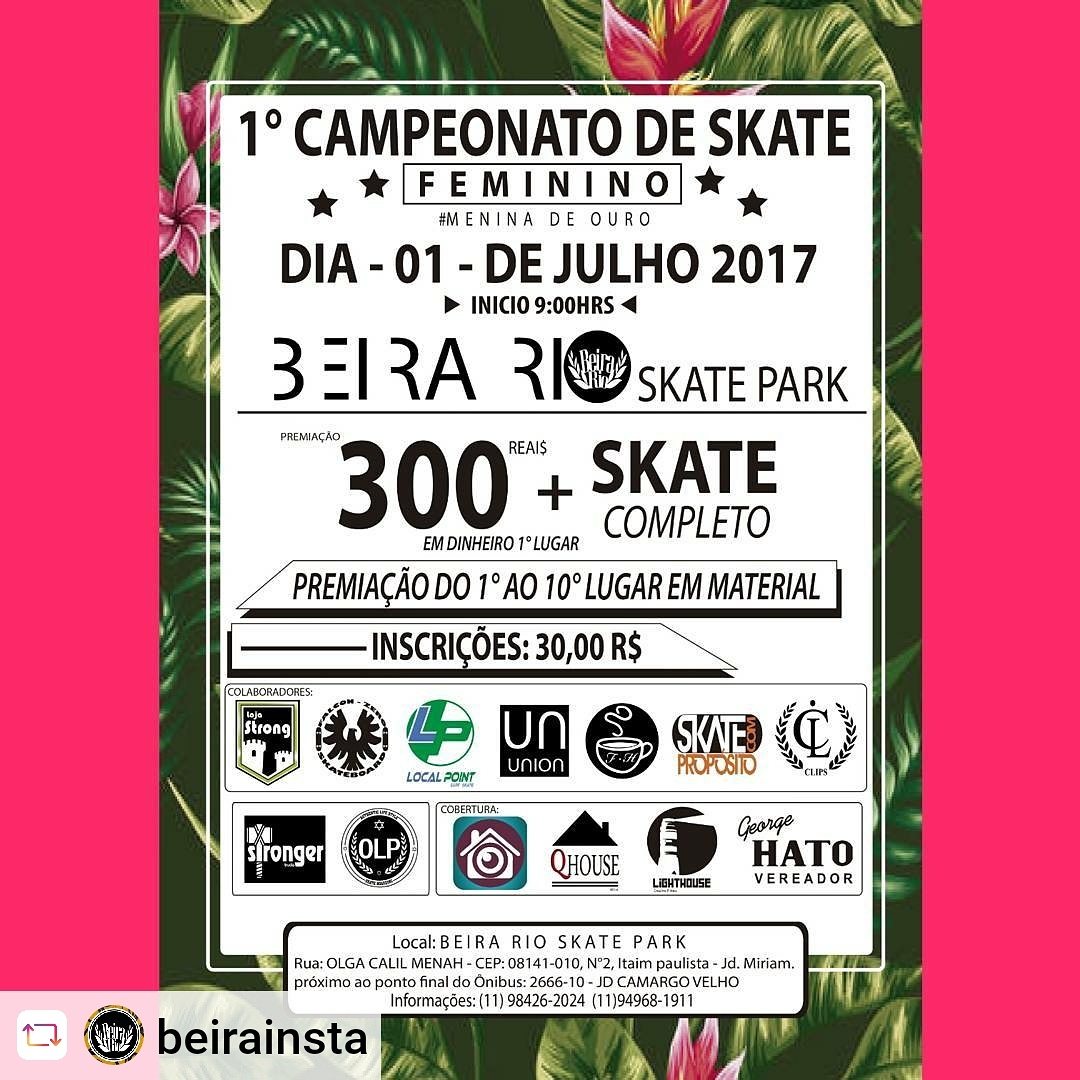 1° CAMPEONATO DE SKATE
FEMININO
#MENINA DE OURO
DIA - 01 - DE JULHO 2017
INICIO 9:00HRS
BEIRA RIO Beira Rio SKATE PARK
PREMIAÇÃO 300 REAI$ + SKATE COMPLETO
EM DINHEIRO 1° LUGAR
PREMIAÇÃO DO 1° AO 10° LUGAR EM MATERIAL
INSCRIÇÕES: 30,00 R$
COLABORADORES:
Loja Strong
FALCON - ZERO SKATEBOARD
LP LOCAL POINT SURF SKATE
UN UNION
F.H
SKATE COM PROPÓSITO
CL CLIPS
stronger
OLP
COBERTURA:
QHOUSE
LIGHTHOUSE
George HATO VEREADOR
Local: BEIRA RIO SKATE PARK
Rua: OLGA CALIL MENAH - CEP: 08141-010, N°2, Itaim paulista - Jd. Miriam.
próximo ao ponto final do Ônibus: 2666-10 - JD CAMARGO VELHO
Informações: (11) 98426-2024 (11)94968-1911
beirainsta